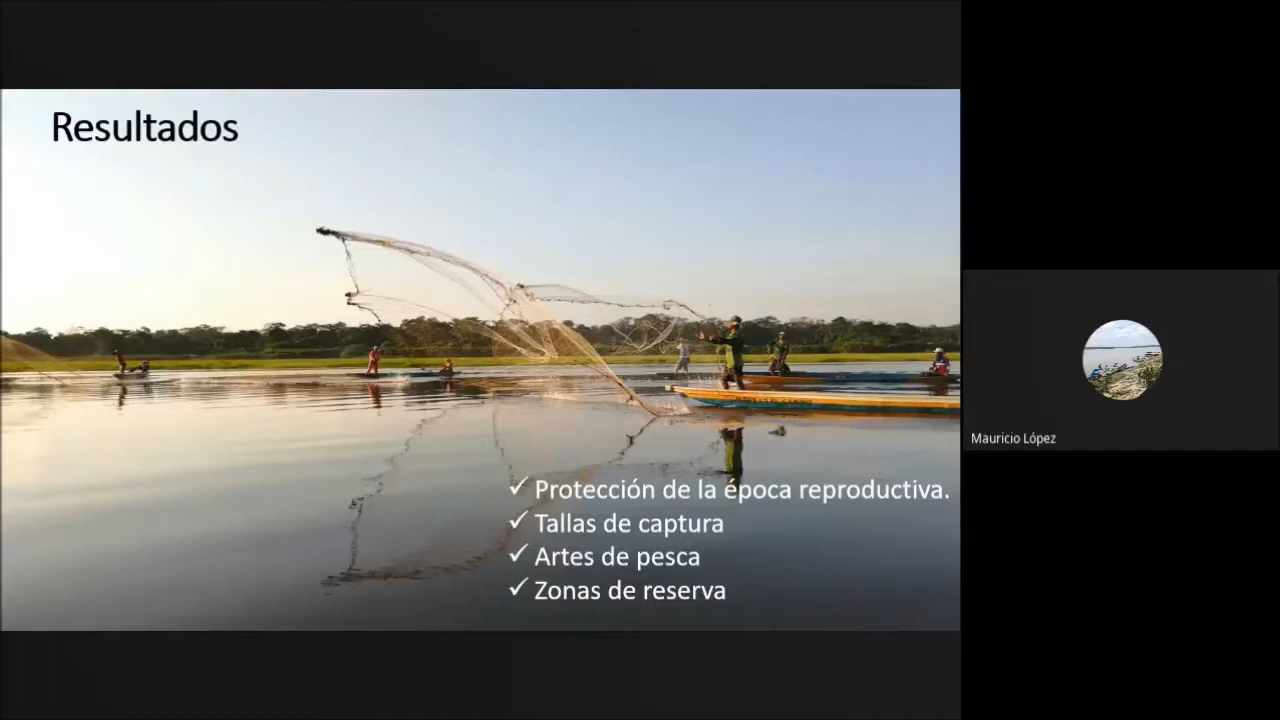 Resultados
✓ Protección de la época reproductiva.
✓ Tallas de captura
✓ Artes de pesca
✓ Zonas de reserva
Mauricio López